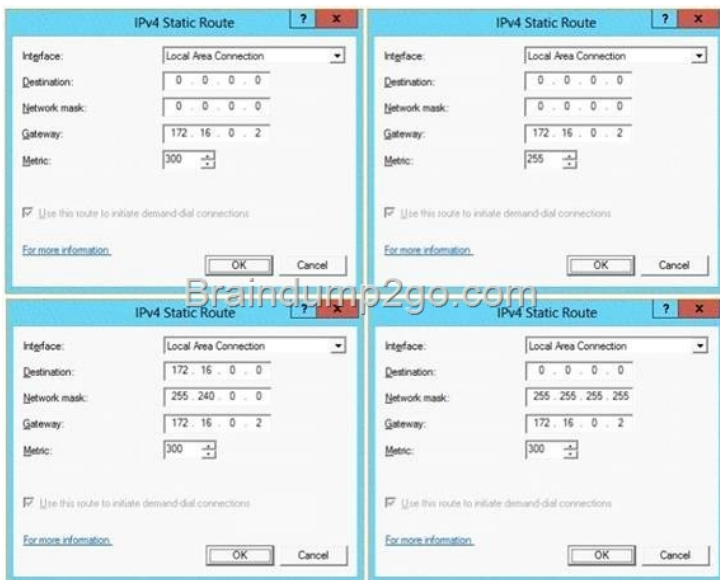 IPv4 Static Route ? x
Interface: Local Area Connection
Destination: 0 . 0 . 0 . 0
Network mask: 0 . 0 . 0 . 0
Gateway: 172 . 16 . 0 . 2
Metric: 300
Use this route to initiate demand-dial connections
For more information
OK Cancel
IPv4 Static Route ? x
Interface: Local Area Connection
Destination: 0 . 0 . 0 . 0
Network mask: 0 . 0 . 0 . 0
Gateway: 172 . 16 . 0 . 2
Metric: 255
Use this route to initiate demand-dial connections
For more information
OK Cancel
Braindump2go.com
IPv4 Static Route ? x
Interface: Local Area Connection
Destination: 172 . 16 . 0 . 0
Network mask: 255 . 240 . 0 . 0
Gateway: 172 . 16 . 0 . 2
Metric: 300
Use this route to initiate demand-dial connections
For more information
OK Cancel
IPv4 Static Route ? x
Interface: Local Area Connection
Destination: 0 . 0 . 0 . 0
Network mask: 255 . 255 . 255 . 255
Gateway: 172 . 16 . 0 . 2
Metric: 300
Use this route to initiate demand-dial connections
For more information
OK Cancel